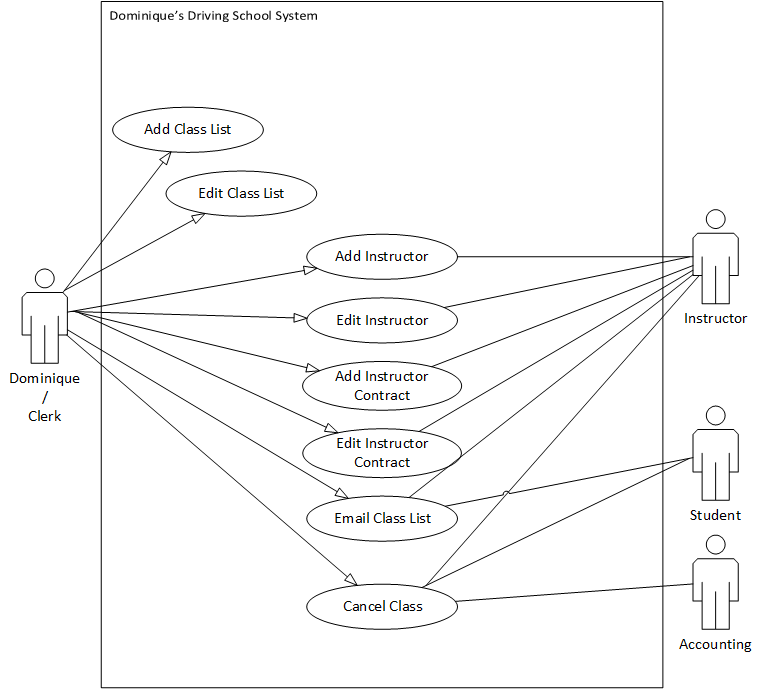 Dominique's Driving School System
Add Class List
Edit Class List
Add Instructor
Edit Instructor
Instructor
Add Instructor
Contract
Dominique
/
Clerk
Edit Instructor
Contract
Email Class List
Student
Cancel Class
Accounting